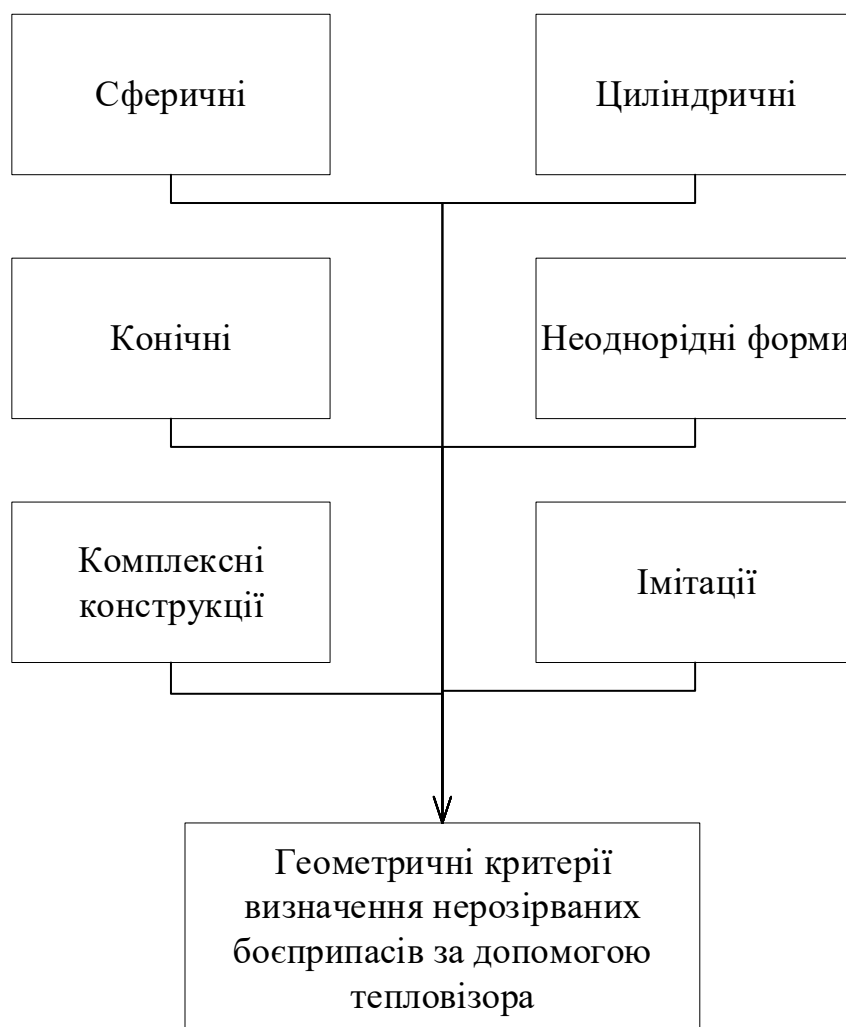 Сферичні
Циліндричні
Конічні
Неоднорідні форми
Комплексні
конструкції
Імітації
Геометричні критерії
визначення нерозірваних
боєприпасів за допомогою
тепловізора